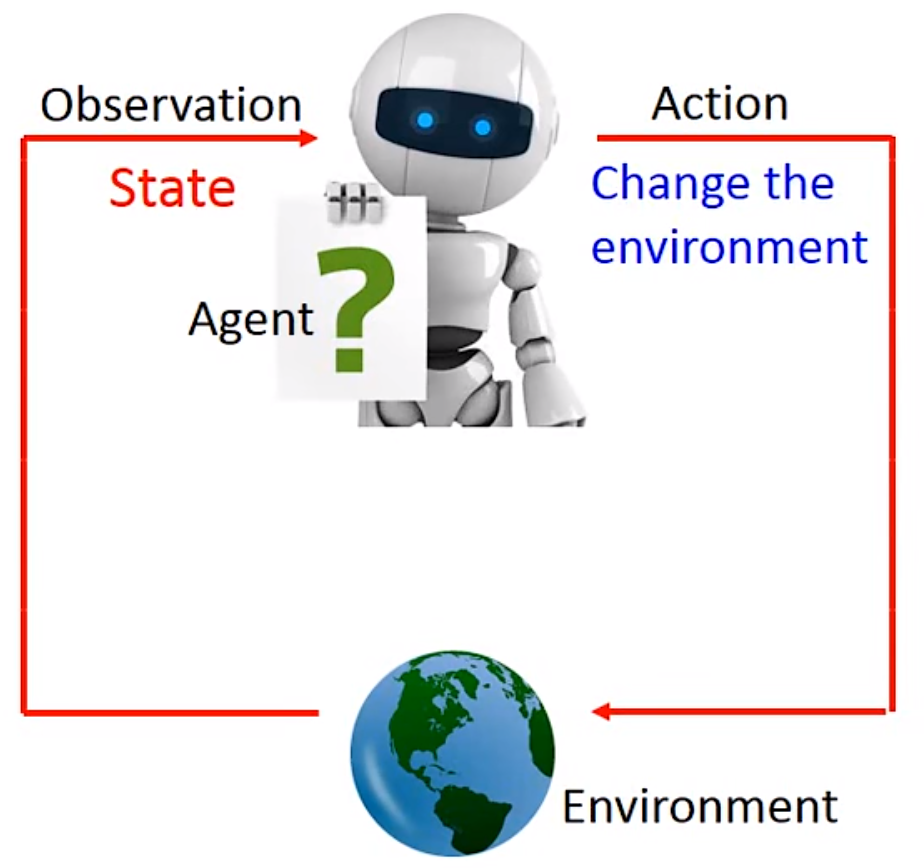 Observation
State
Action
Change the
environment
Agent
?
Environment